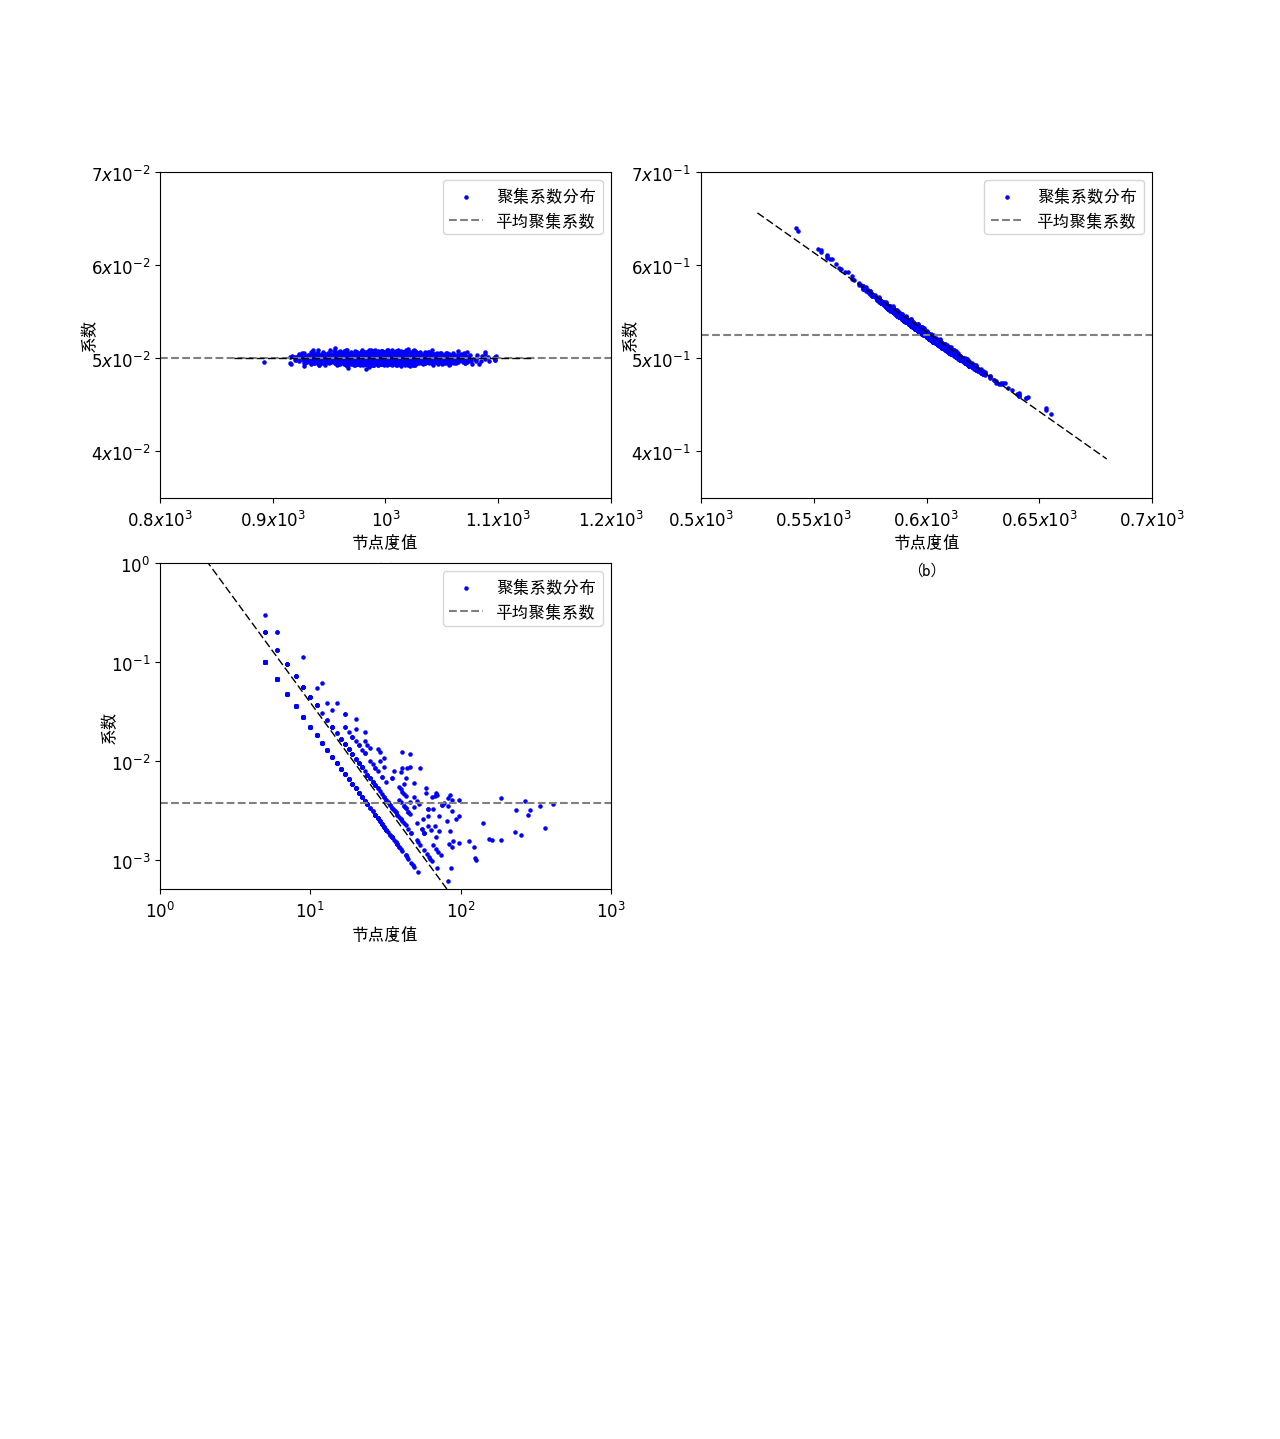 7x10⁻²
6x10⁻²
5x10⁻²
4x10⁻²
系数
聚集系数分布
平均聚集系数
0.8x10³ 0.9x10³ 10³ 1.1x10³ 1.2x10³
节点度值
7x10⁻¹
6x10⁻¹
5x10⁻¹
4x10⁻¹
系数
聚集系数分布
平均聚集系数
0.5x10³ 0.55x10³ 0.6x10³ 0.65x10³ 0.7x10³
节点度值
(b)
10⁰
10⁻¹
10⁻²
10⁻³
系数
聚集系数分布
平均聚集系数
10⁰ 10¹ 10² 10³
节点度值